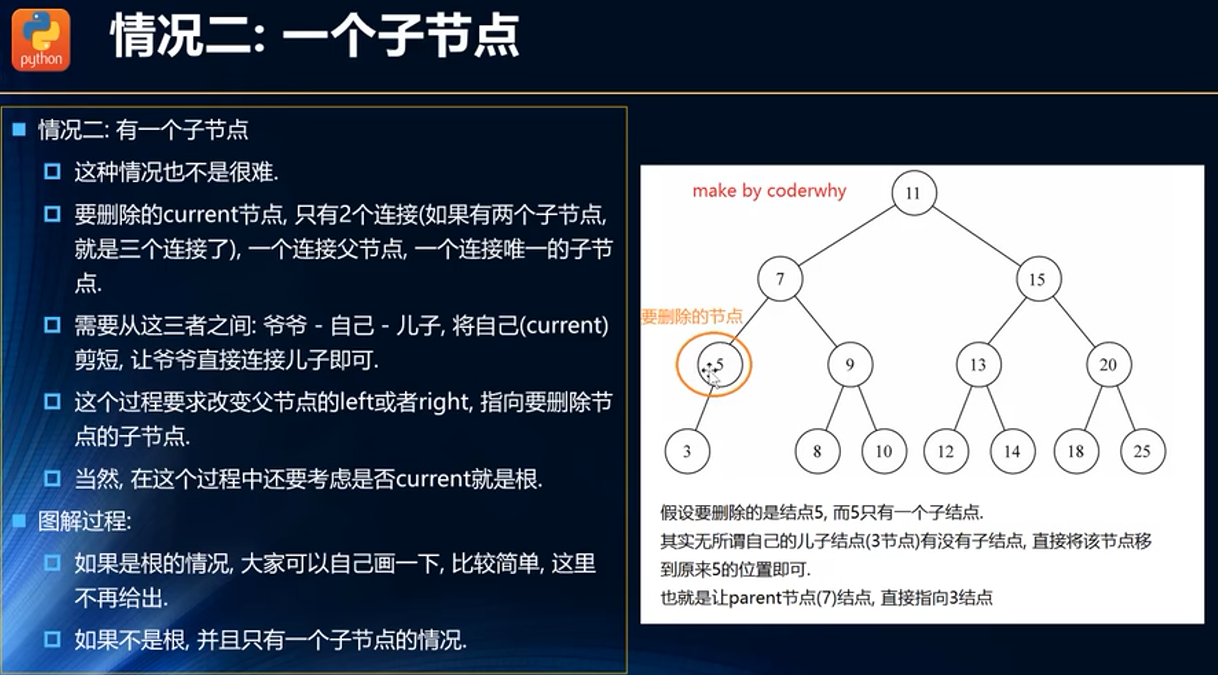 python
情况二: 一个子节点
情况二: 有一个子节点
这种情况也不是很难.
要删除的current节点, 只有2个连接(如果有两个子节点,
就是三个连接了), 一个连接父节点, 一个连接唯一的子节
点.
需要从这三者之间: 爷爷 - 自己 - 儿子, 将自己(current)
剪短, 让爷爷直接连接儿子即可.
这个过程要求改变父节点的left或者right, 指向要删除节
点的子节点.
当然, 在这个过程中还要考虑是否current就是根.
图解过程:
如果是根的情况, 大家可以自己画一下, 比较简单, 这里
不再给出.
如果不是根, 并且只有一个子节点的情况.
make by coderwhy
11
7
15
要删除的节点
5
9
13
20
3
8
10
12
14
18
25
假设要删除的是结点5, 而5只有一个子结点.
其实无所谓自己的儿子结点(3节点)有没有子结点, 直接将该节点移
到原来5的位置即可.
也就是让parent节点(7)结点, 直接指向3结点